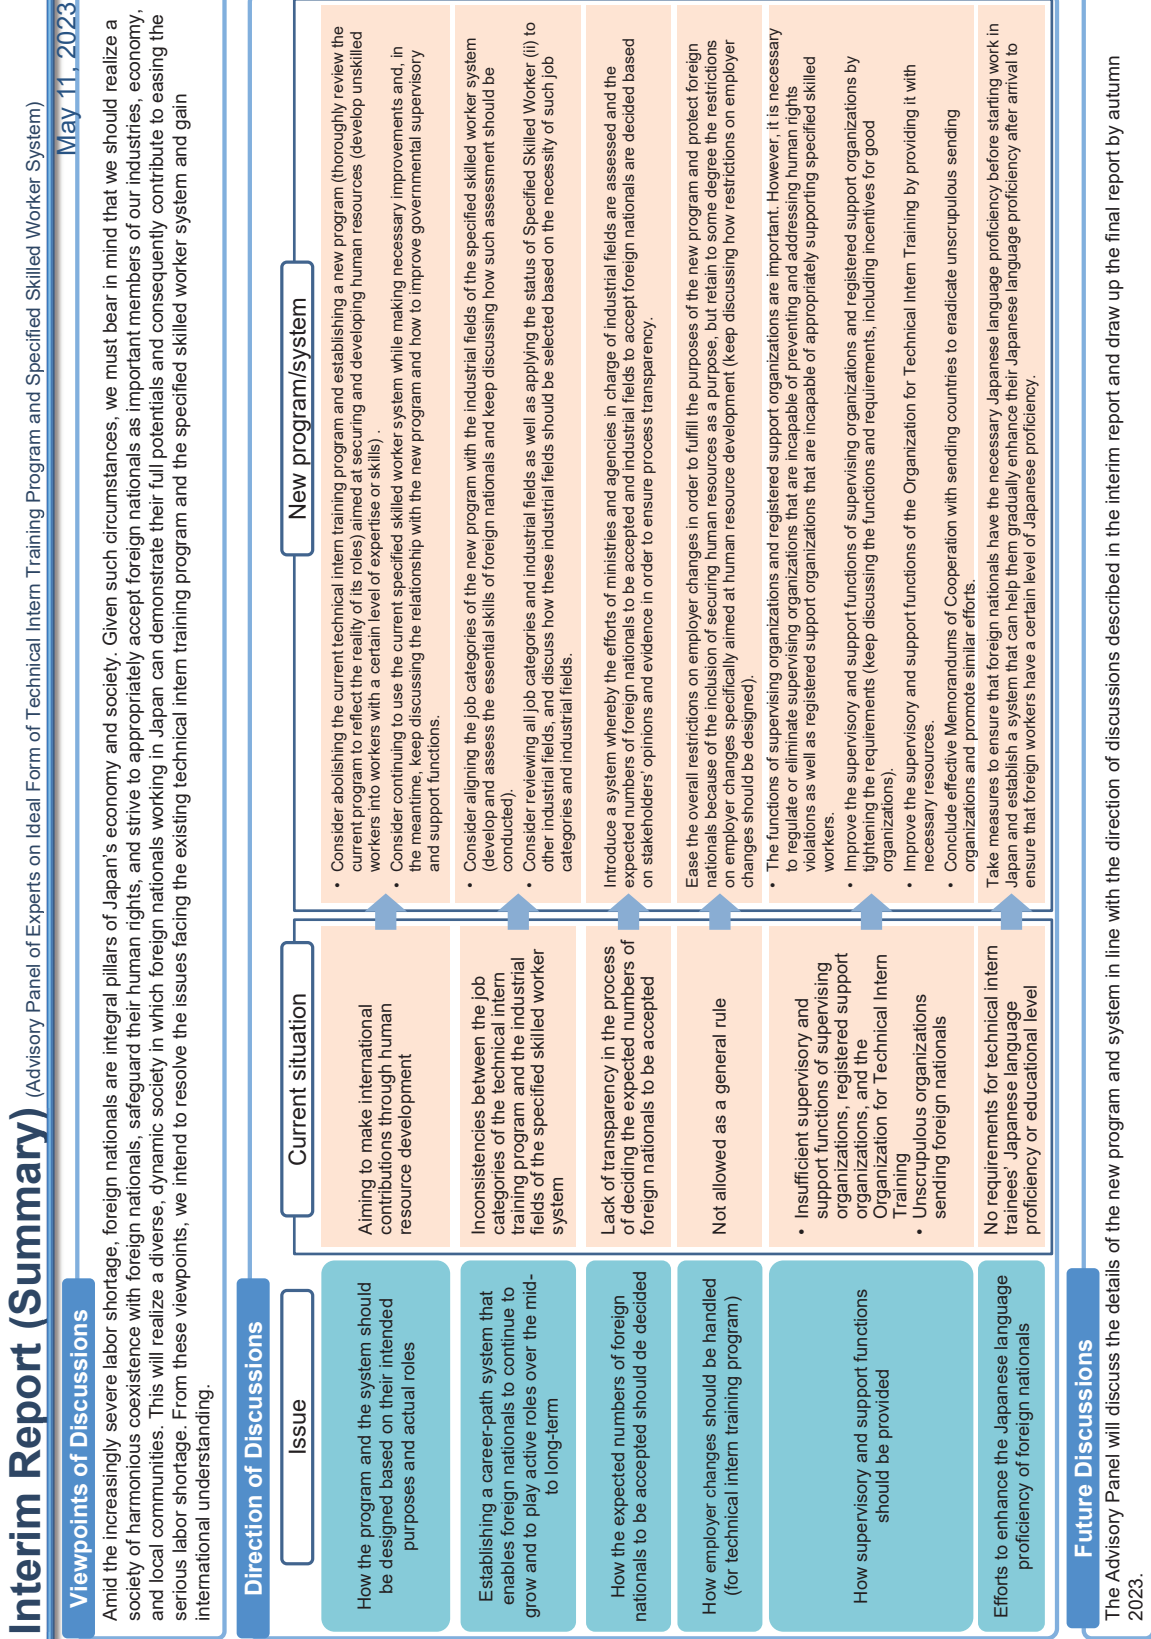 Interim Report (Summary) (Advisory Panel of Experts on Ideal Form of Technical Intern Training Program and Specified Skilled Worker System)
May 11, 2023
Viewpoints of Discussions
Amid the increasingly severe labor shortage, foreign nationals are integral pillars of Japan's economy and society. Given such circumstances, we must bear in mind that we should realize a
society of harmonious coexistence with foreign nationals, safeguard their human rights, and strive to appropriately accept foreign nationals as important members of our industries, economy,
and local communities. This will realize a diverse, dynamic society in which foreign nationals working in Japan can demonstrate their full potentials and consequently contribute to easing the
serious labor shortage. From these viewpoints, we intend to resolve the issues facing the existing technical intern training program and the specified skilled worker system and gain
international understanding.
Direction of Discussions
Issue
Current situation
New program/system
How the program and the system should
be designed based on their intended
purposes and actual roles
Aiming to make international
contributions through human
resource development
• Consider abolishing the current technical intern training program and establishing a new program (thoroughly review the
current program to reflect the reality of its roles) aimed at securing and developing human resources (develop unskilled
workers into workers with a certain level of expertise or skills) .
• Consider continuing to use the current specified skilled worker system while making necessary improvements and, in
the meantime, keep discussing the relationship with the new program and how to improve governmental supervisory
and support functions.
Establishing a career-path system that
enables foreign nationals to continue to
grow and to play active roles over the mid-
to long-term
Inconsistencies between the job
categories of the technical intern
training program and the industrial
fields of the specified skilled worker
system
• Consider aligning the job categories of the new program with the industrial fields of the specified skilled worker system
(develop and assess the essential skills of foreign nationals and keep discussing how such assessment should be
conducted).
• Consider reviewing all job categories and industrial fields as well as applying the status of Specified Skilled Worker (ii) to
other industrial fields, and discuss how these industrial fields should be selected based on the necessity of such job
categories and industrial fields.
How the expected numbers of foreign
nationals to be accepted should de decided
Lack of transparency in the process
of deciding the expected numbers of
foreign nationals to be accepted
Introduce a system whereby the efforts of ministries and agencies in charge of industrial fields are assessed and the
expected numbers of foreign nationals to be accepted and industrial fields to accept foreign nationals are decided based
on stakeholders' opinions and evidence in order to ensure process transparency.
How employer changes should be handled
(for technical intern training program)
Not allowed as a general rule
Ease the overall restrictions on employer changes in order to fulfill the purposes of the new program and protect foreign
nationals because of the inclusion of securing human resources as a purpose, but retain to some degree the restrictions
on employer changes specifically aimed at human resource development (keep discussing how restrictions on employer
changes should be designed).
How supervisory and support functions
should be provided
• Insufficient supervisory and
support functions of supervising
organizations, registered support
organizations, and the
Organization for Technical Intern
Training
• Unscrupulous organizations
sending foreign nationals
• The functions of supervising organizations and registered support organizations are important. However, it is necessary
to regulate or eliminate supervising organizations that are incapable of preventing and addressing human rights
violations as well as registered support organizations that are incapable of appropriately supporting specified skilled
workers.
• Improve the supervisory and support functions of supervising organizations and registered support organizations by
tightening the requirements (keep discussing the functions and requirements, including incentives for good
organizations).
• Improve the supervisory and support functions of the Organization for Technical Intern Training by providing it with
necessary resources.
• Conclude effective Memorandums of Cooperation with sending countries to eradicate unscrupulous sending
organizations and promote similar efforts.
Efforts to enhance the Japanese language
proficiency of foreign nationals
No requirements for technical intern
trainees' Japanese language
proficiency or educational level
Take measures to ensure that foreign nationals have the necessary Japanese language proficiency before starting work in
Japan and establish a system that can help them gradually enhance their Japanese language proficiency after arrival to
ensure that foreign workers have a certain level of Japanese proficiency.
Future Discussions
The Advisory Panel will discuss the details of the new program and system in line with the direction of discussions described in the interim report and draw up the final report by autumn
2023.